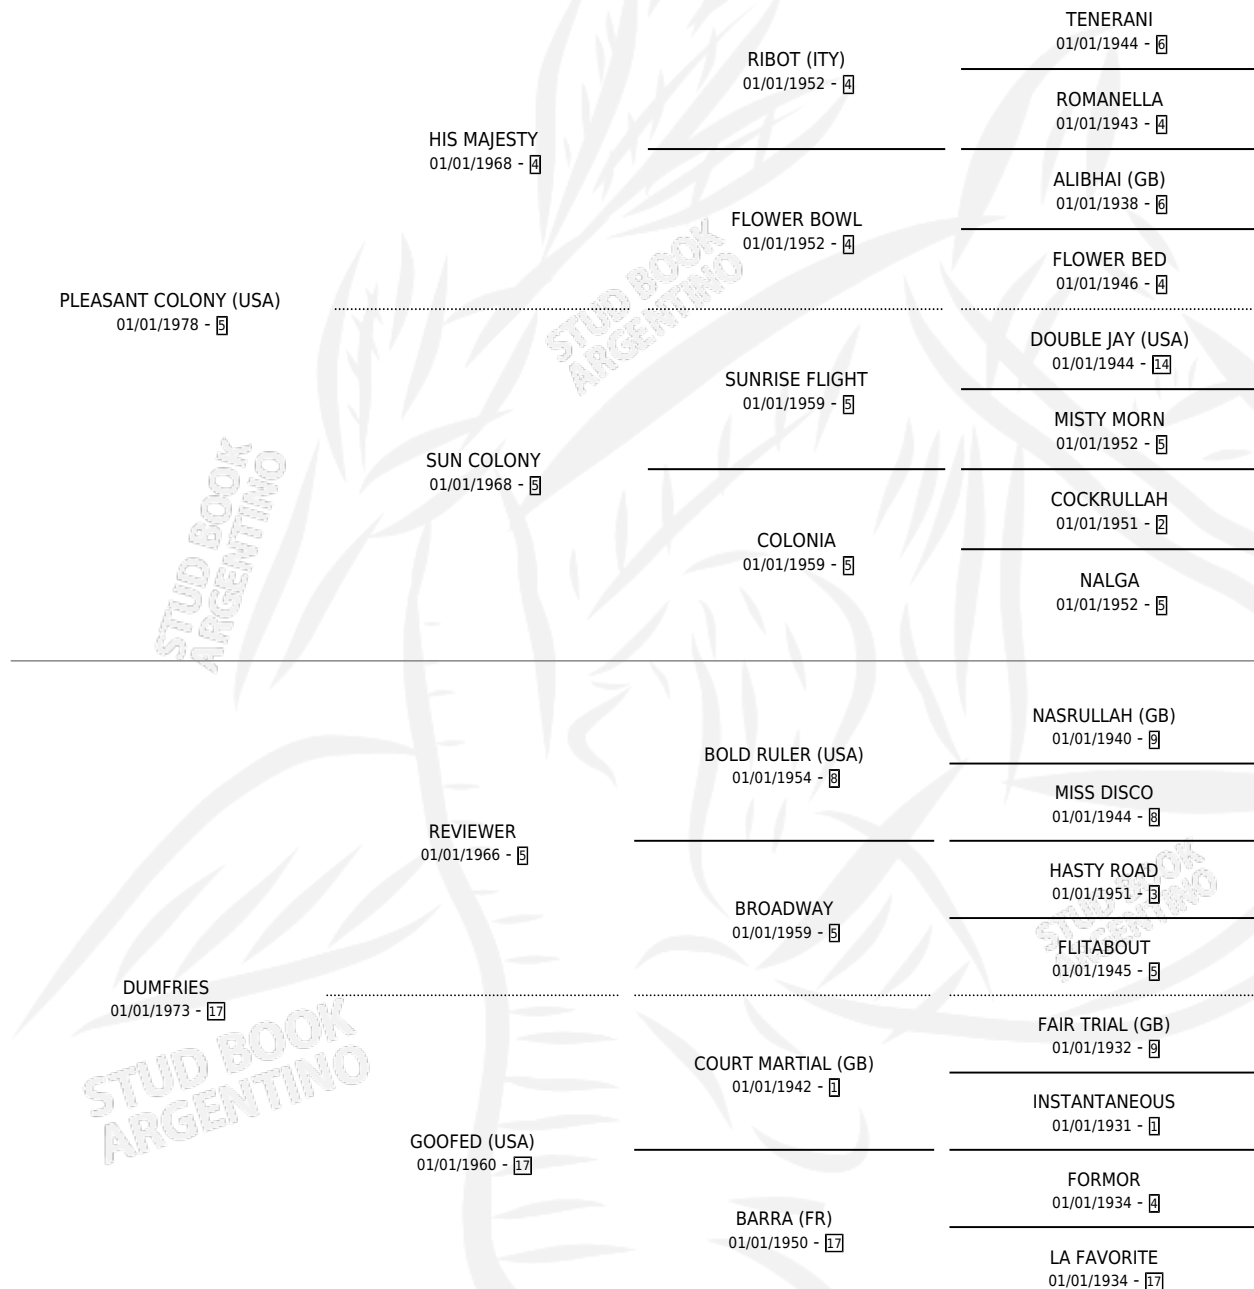 TENERANI
01/01/1944 - 6
RIBOT (ITY)
01/01/1952 - 4
ROMANELLA
01/01/1943 - 4
HIS MAJESTY
01/01/1968 - 4
ALIBHAI (GB)
01/01/1938 - 6
FLOWER BOWL
01/01/1952 - 4
FLOWER BED
01/01/1946 - 4
PLEASANT COLONY (USA)
01/01/1978 - 5
DOUBLE JAY (USA)
01/01/1944 - 14
SUNRISE FLIGHT
01/01/1959 - 5
MISTY MORN
01/01/1952 - 5
SUN COLONY
01/01/1968 - 5
COCKRULLAH
01/01/1951 - 2
COLONIA
01/01/1959 - 5
NALGA
01/01/1952 - 5
NASRULLAH (GB)
01/01/1940 - 9
BOLD RULER (USA)
01/01/1954 - 8
MISS DISCO
01/01/1944 - 8
REVIEWER
01/01/1966 - 5
HASTY ROAD
01/01/1951 - 3
BROADWAY
01/01/1959 - 5
FLITABOUT
01/01/1945 - 5
DUMFRIES
01/01/1973 - 17
FAIR TRIAL (GB)
01/01/1932 - 9
COURT MARTIAL (GB)
01/01/1942 - 1
INSTANTANEOUS
01/01/1931 - 1
GOOFED (USA)
01/01/1960 - 17
FORMOR
01/01/1934 - 4
BARRA (FR)
01/01/1950 - 17
LA FAVORITE
01/01/1934 - 17
STUD BOOK
ARGENTINO
STUD BOOK
ARGENTINO
STUD BOOK
ARGENTINO
STUD BOOK
ARGENTINO